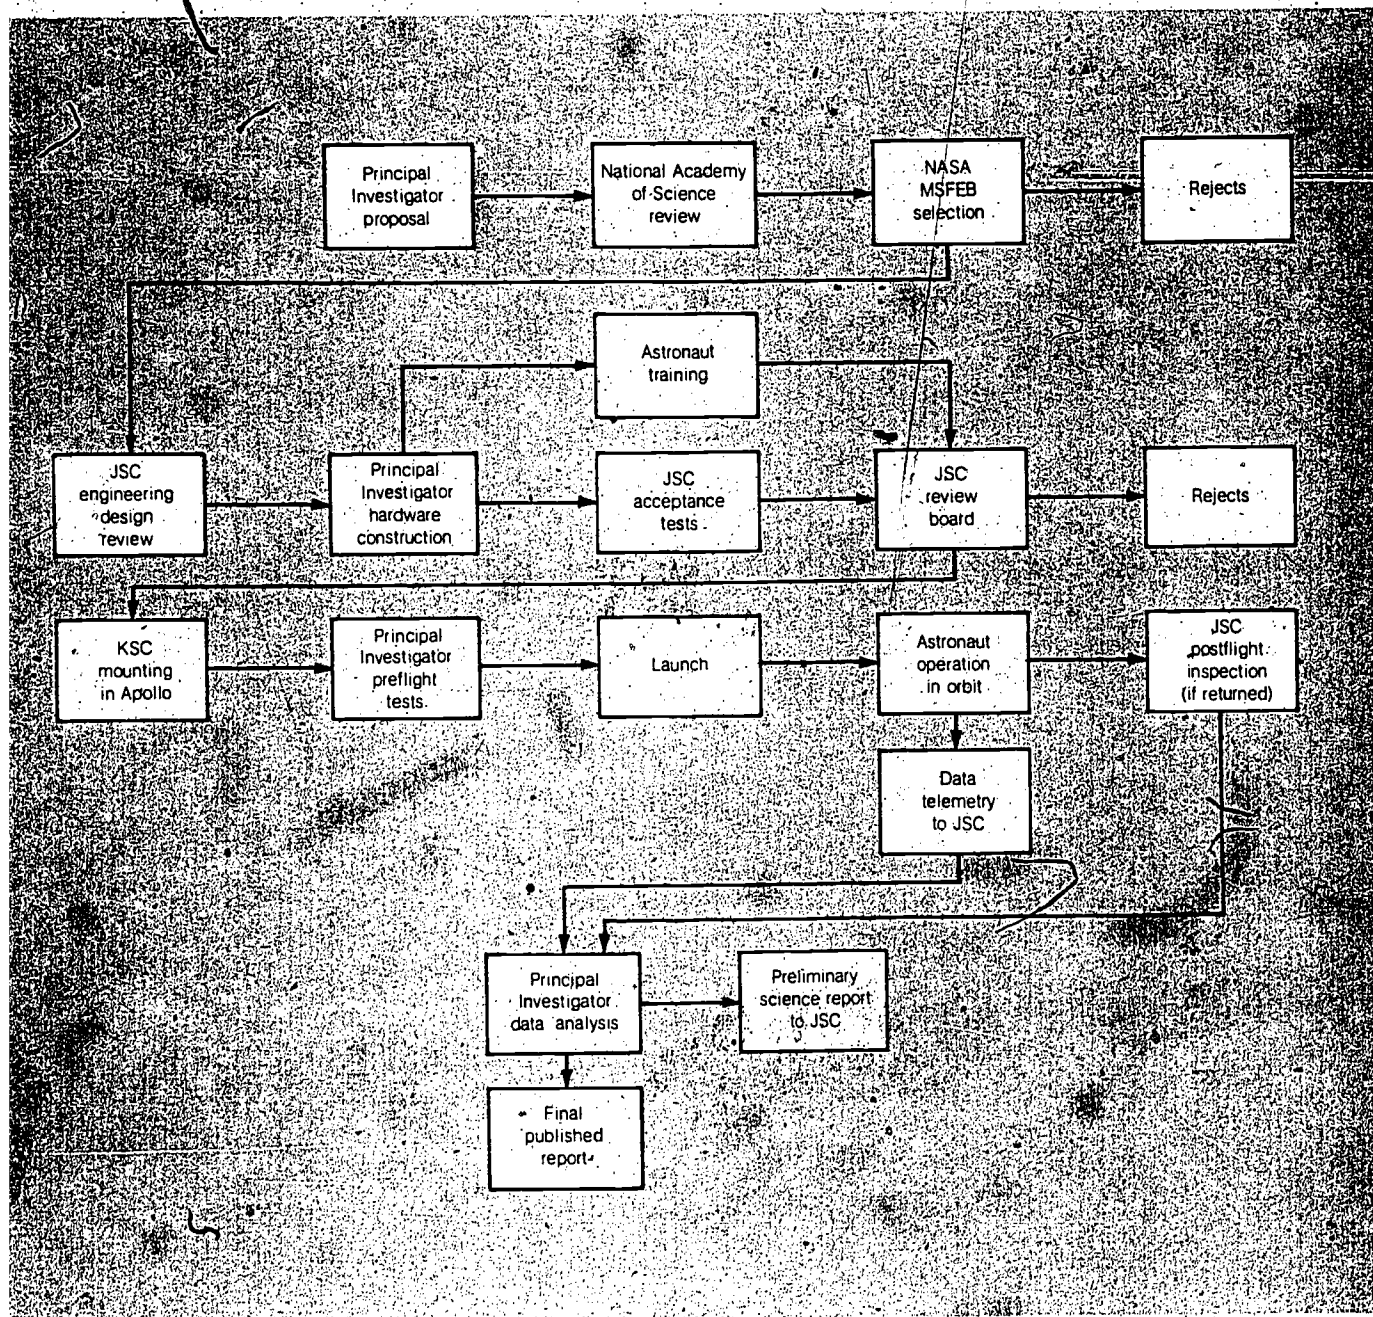 Principal
Investigator
proposal
National Academy
of Science
review
NASA
MSFEB
selection
Rejects
Astronaut
training
JSC
engineering
design
review
Principal
Investigator
hardware
construction
JSC
acceptance
tests
JSC
review
board
Rejects
KSC
mounting
in Apollo
Principal
Investigator
preflight
tests
Launch
Astronaut
operation
in orbit
JSC
postflight
inspection
(if returned)
Data
telemetry
to JSC
Principal
Investigator
data analysis
Preliminary
science report
to JSC
Final
published
report